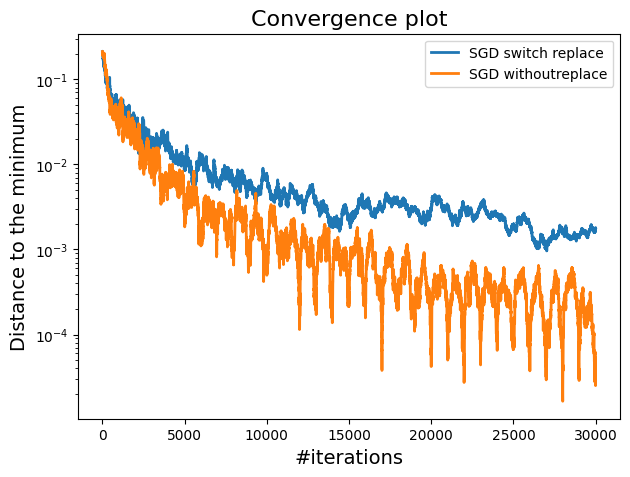 Convergence plot
SGD switch replace
SGD withoutreplace
Distance to the minimum
10⁻¹
10⁻²
10⁻³
10⁻⁴
0 5000 10000 15000 20000 25000 30000
#iterations